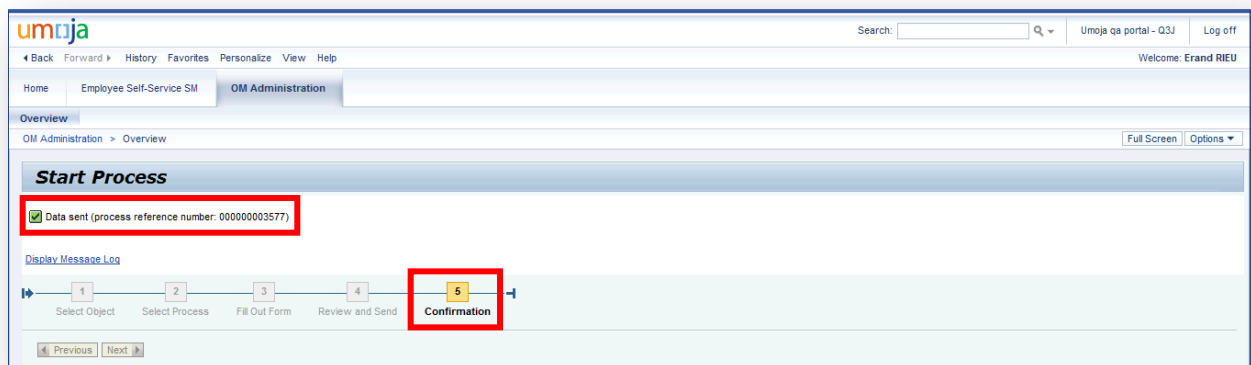 umoja
Search:
Umoja qa portal - Q3J
Log off
Back Forward History Favorites Personalize View Help
Welcome: Erand RIEU
Home Employee Self-Service SM OM Administration
Overview
OM Administration > Overview
Full Screen Options
Start Process
Data sent (process reference number: 000000003577)
Display Message Log
1 2 3 4 5
Select Object Select Process Fill Out Form Review and Send Confirmation
Previous Next